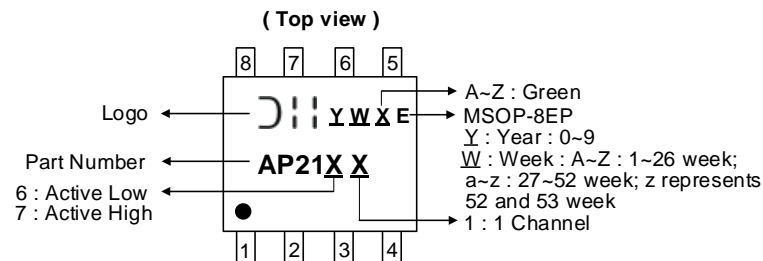 ( Top view )
8 7 6 5
A~Z : Green
Logo Y W X E MSOP-8EP
Y : Year : 0~9
Part Number AP21X X W : Week : A~Z : 1~26 week;
6 : Active Low a~z : 27~52 week; z represents
7 : Active High 52 and 53 week
1 : 1 Channel
1 2 3 4